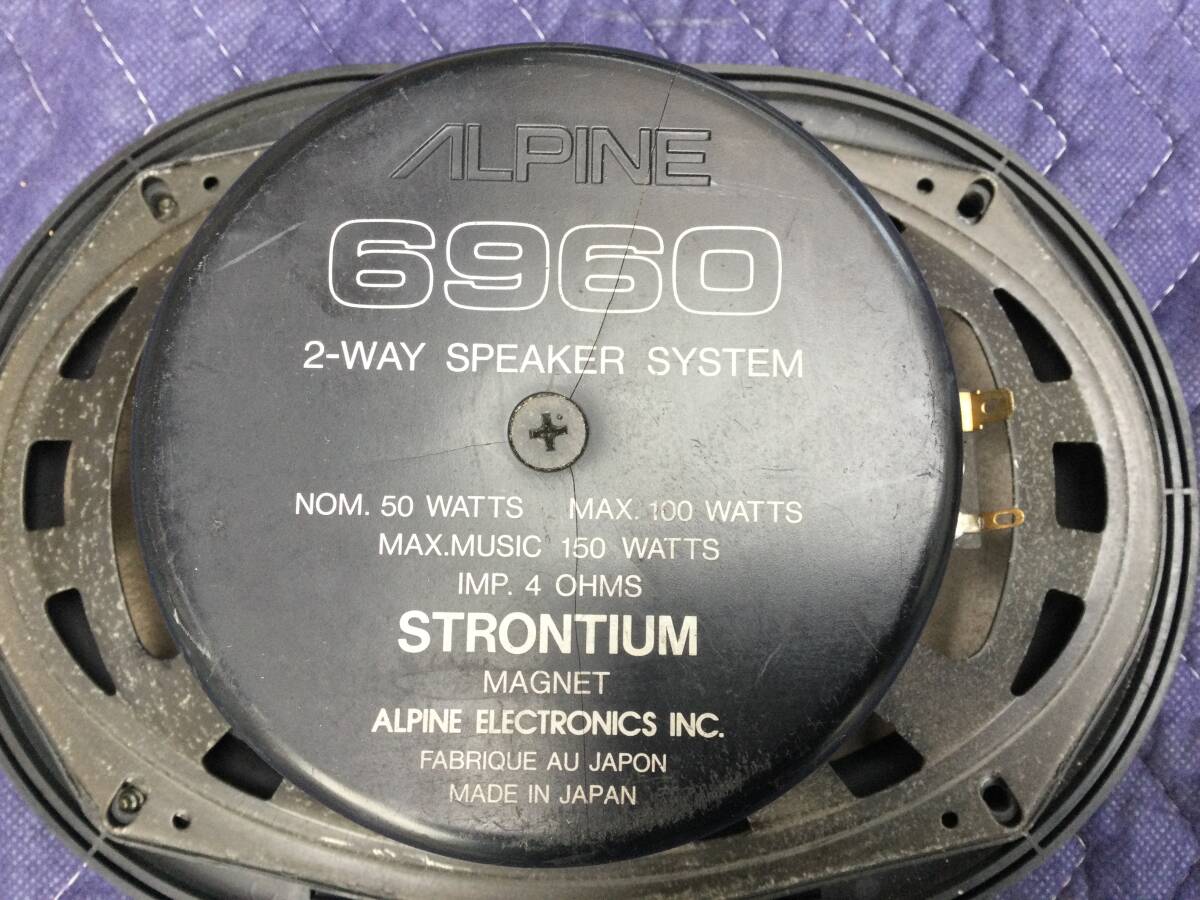 ALPINE
6960
2-WAY SPEAKER SYSTEM
NOM. 50 WATTS MAX. 100 WATTS
MAX.MUSIC 150 WATTS
IMP. 4 OHMS
STRONTIUM
MAGNET
ALPINE ELECTRONICS INC.
FABRIQUE AU JAPON
MADE IN JAPAN